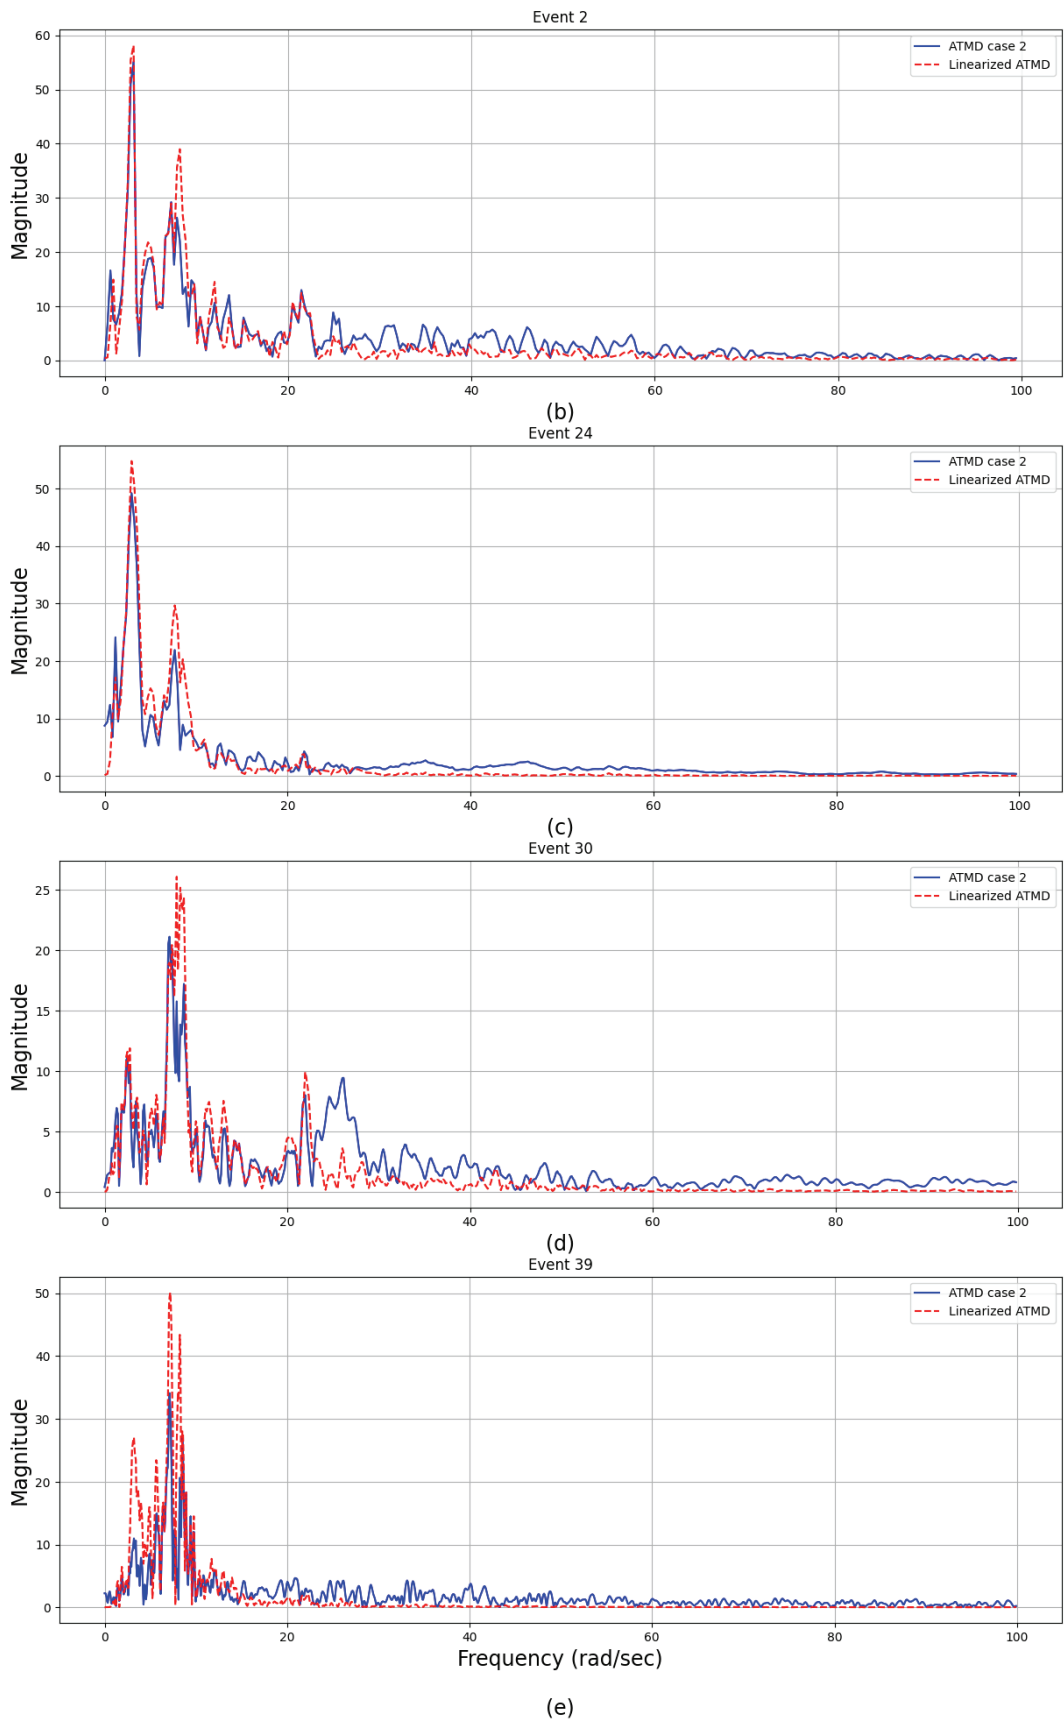 Event 2
60
50
40
30
20
10
0
Magnitude
ATMD case 2
Linearized ATMD
0 20 40 60 80 100
(b)
Event 24
50
40
30
20
10
0
Magnitude
ATMD case 2
Linearized ATMD
0 20 40 60 80 100
(c)
Event 30
25
20
15
10
5
0
Magnitude
ATMD case 2
Linearized ATMD
0 20 40 60 80 100
(d)
Event 39
50
40
30
20
10
0
Magnitude
ATMD case 2
Linearized ATMD
0 20 40 60 80 100
Frequency (rad/sec)
(e)